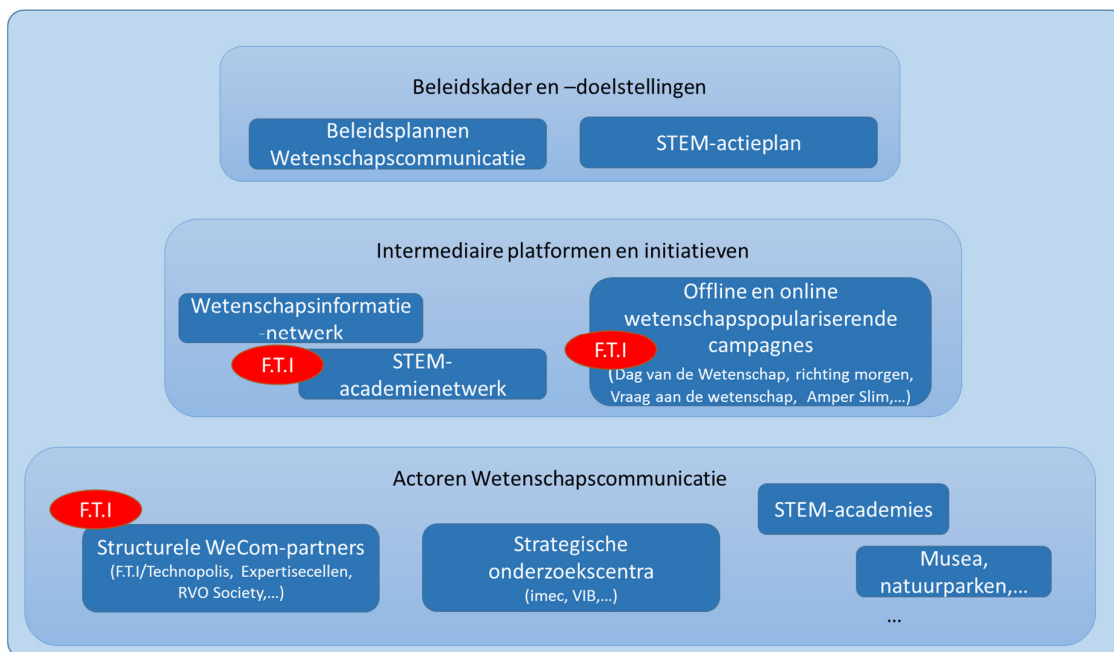 Beleidskader en –doelstellingen
Beleidsplannen
Wetenschapscommunicatie
STEM-actieplan
Intermediaire platformen en initiatieven
Wetenschapsinformatie
-netwerk
F.T.I
STEM-
academienetwerk
Offline en online
wetenschapspopulariserende
campagnes
F.T.I
(Dag van de Wetenschap, richting morgen,
Vraag aan de wetenschap, Amper Slim,...)
Actoren Wetenschapscommunicatie
F.T.I
Structurele WeCom-partners
(F.T.I/Technopolis, Expertisecellen,
RVO Society,...)
Strategische
onderzoekscentra
(imec, VIB,...)
STEM-academies
Musea,
natuurparken,...
...